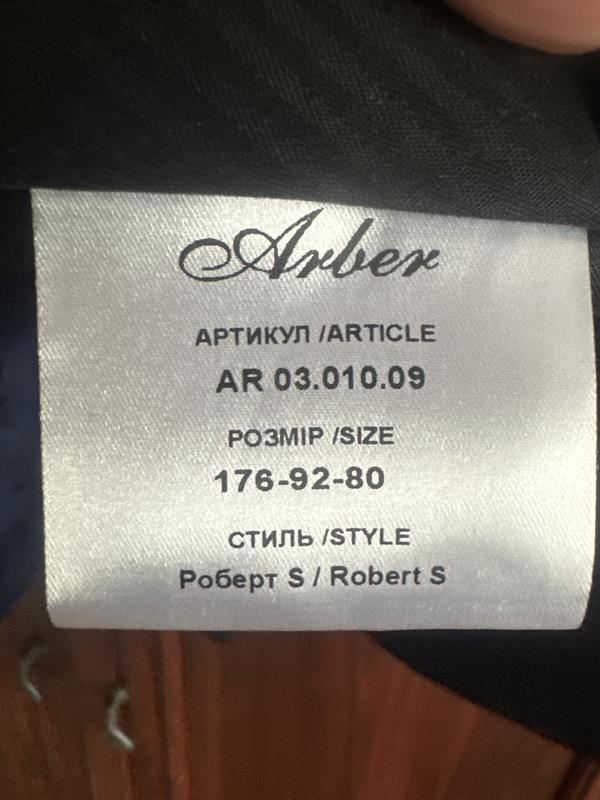 Arber
АРТИКУЛ /ARTICLE
AR 03.010.09
РОЗМІР /SIZE
176-92-80
СТИЛЬ /STYLE
Роберт S / Robert S